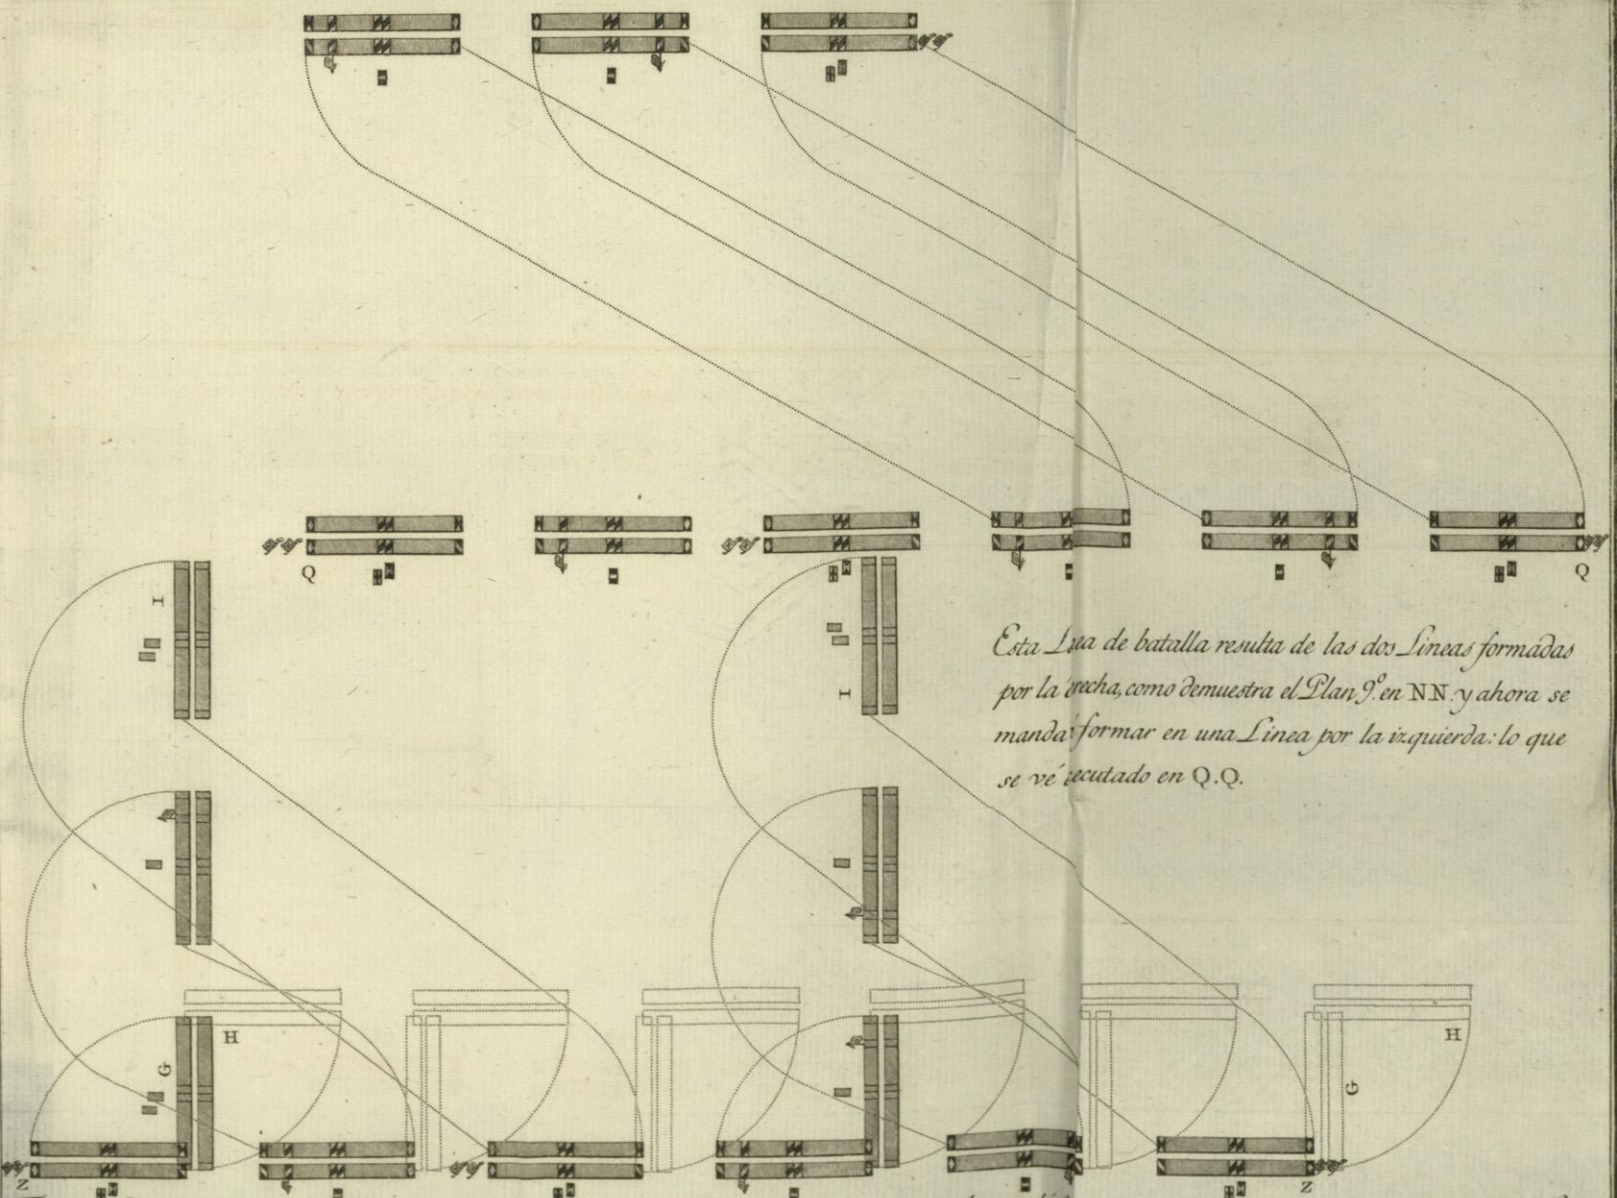 Q
Q
I
I
Esta Linea de batalla resulta de las dos Lineas formadas
por la derecha, como demuestra el Plan 9.º en NN. y ahora se
manda formar en una Linea por la izquierda: lo que
se vé executado en Q.Q.
H
H
G
G
Z
Z